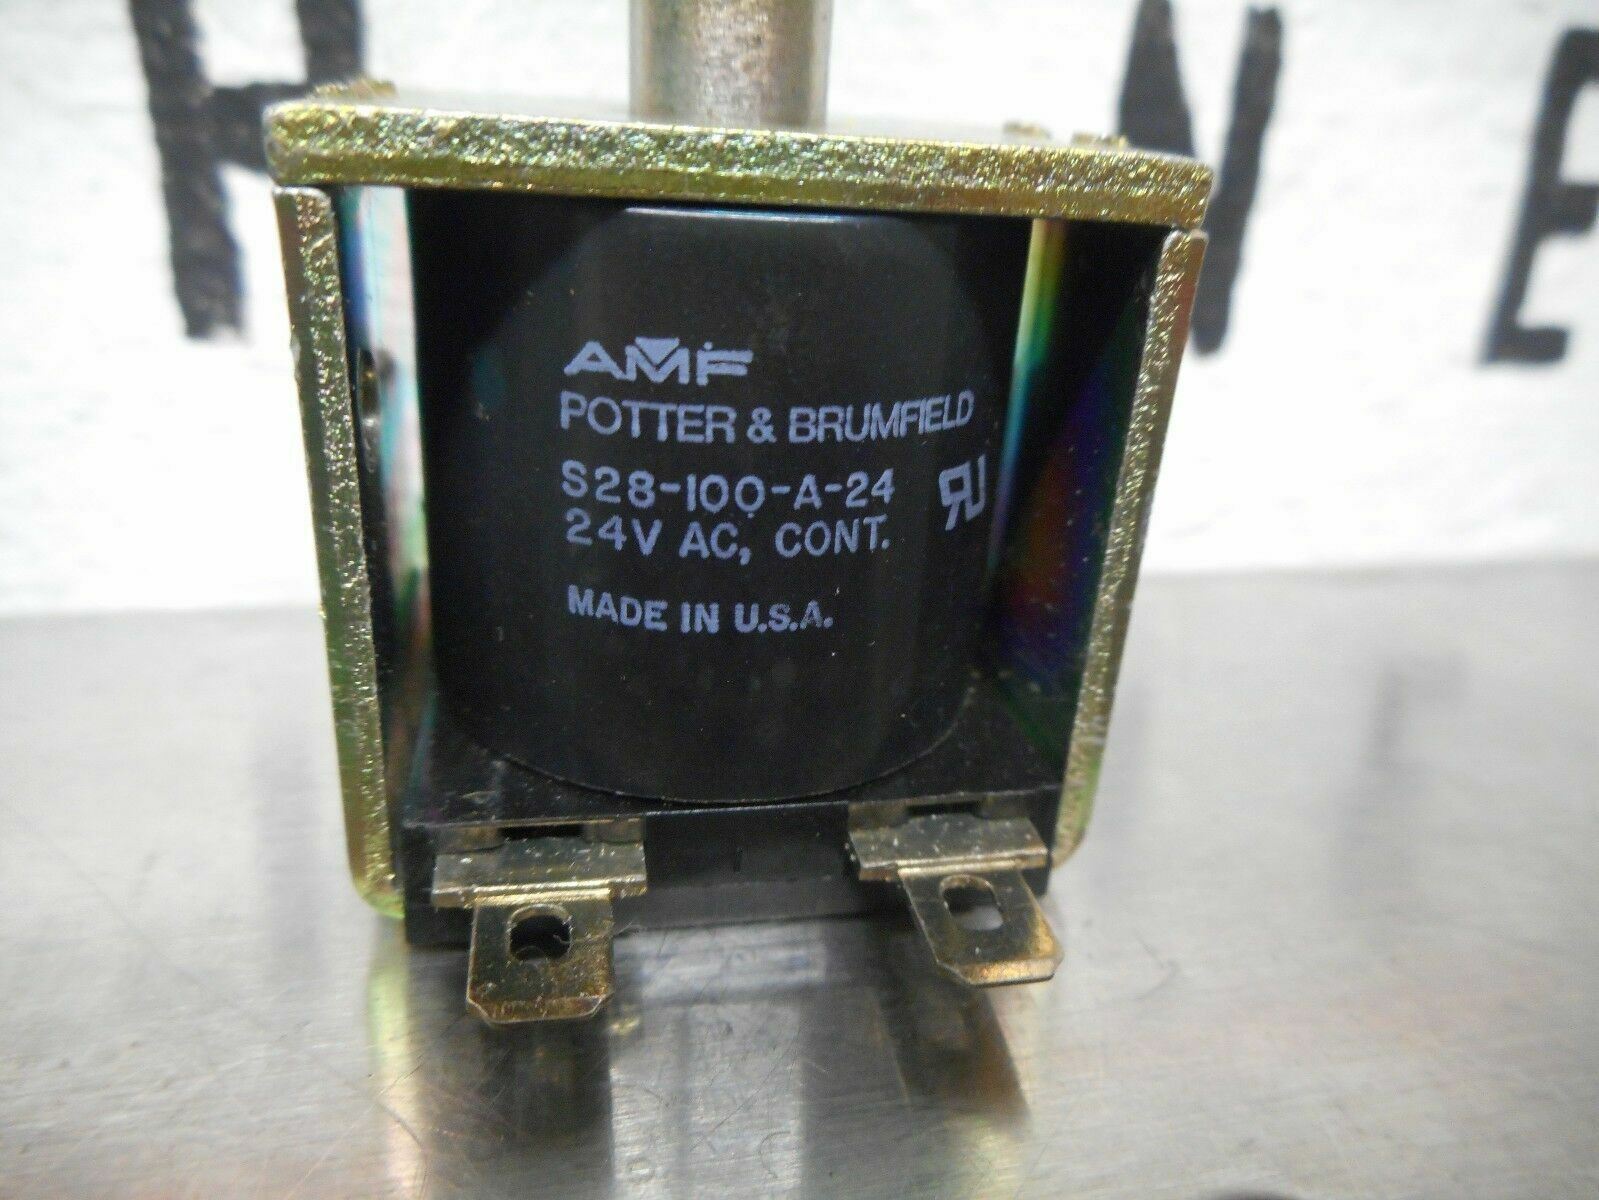 H N E
AMF
POTTER & BRUMFIELD
S28-100-A-24
24V AC, CONT.
MADE IN U.S.A.